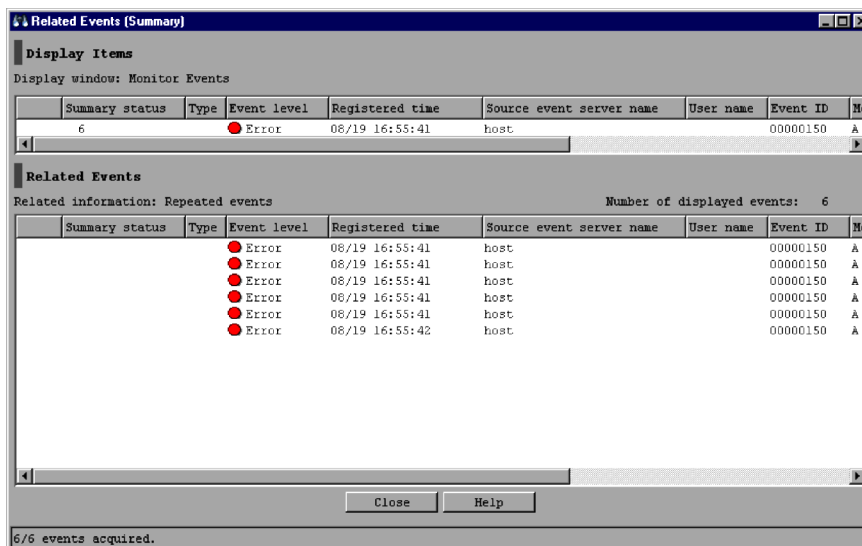 Related Events (Summary)
Display Items
Display window: Monitor Events
Summary status Type Event level Registered time Source event server name User name Event ID
6 Error 08/19 16:55:41 host 00000150 A
Related Events
Related information: Repeated events Number of displayed events: 6
Summary status Type Event level Registered time Source event server name User name Event ID
Error 08/19 16:55:41 host 00000150 A
Error 08/19 16:55:41 host 00000150 A
Error 08/19 16:55:41 host 00000150 A
Error 08/19 16:55:41 host 00000150 A
Error 08/19 16:55:41 host 00000150 A
Error 08/19 16:55:42 host 00000150 A
Close Help
6/6 events acquired.